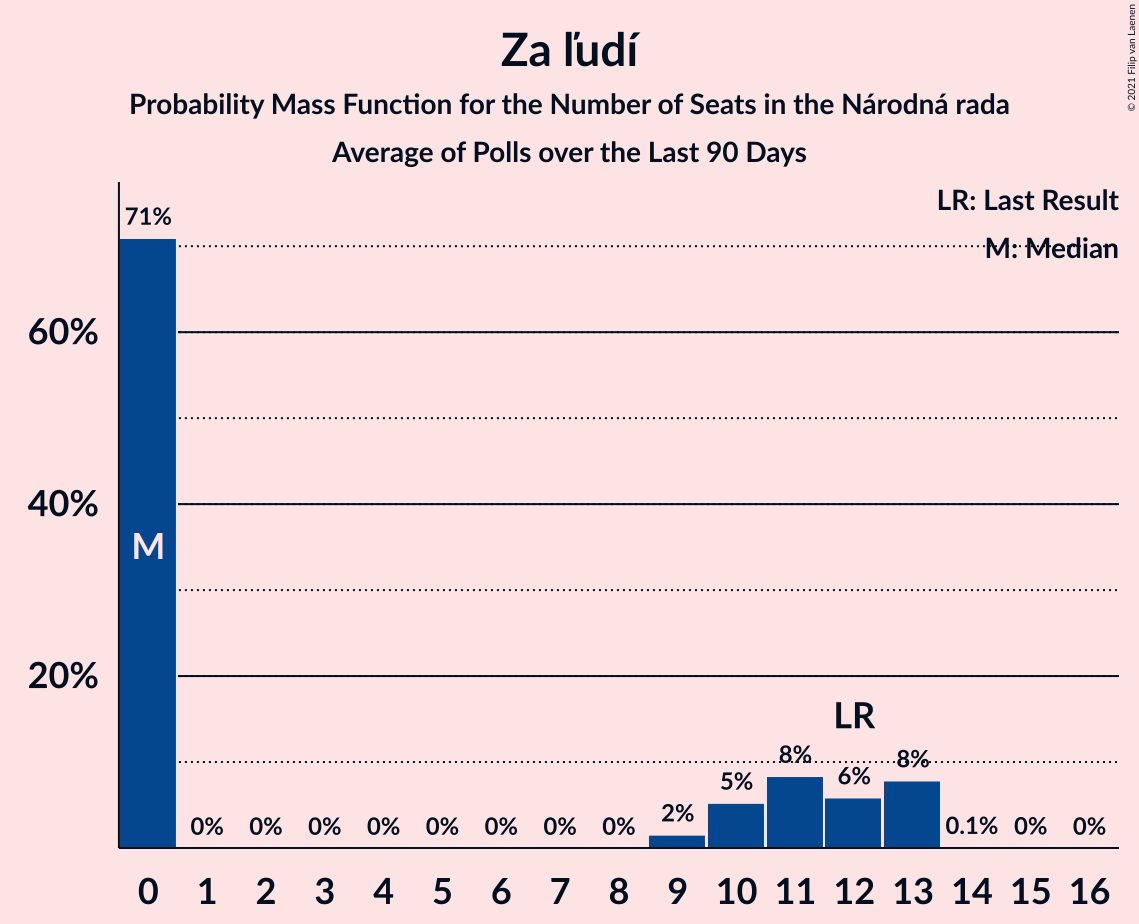 Za ľudí
Probability Mass Function for the Number of Seats in the Národná rada
Average of Polls over the Last 90 Days
© 2021 Filip van Laenen
LR: Last Result
M: Median
71%
60%
40%
M
20%
LR
0% 0% 0% 0% 0% 0% 0% 0% 2% 5% 8% 6% 8% 0.1% 0% 0%
0 1 2 3 4 5 6 7 8 9 10 11 12 13 14 15 16